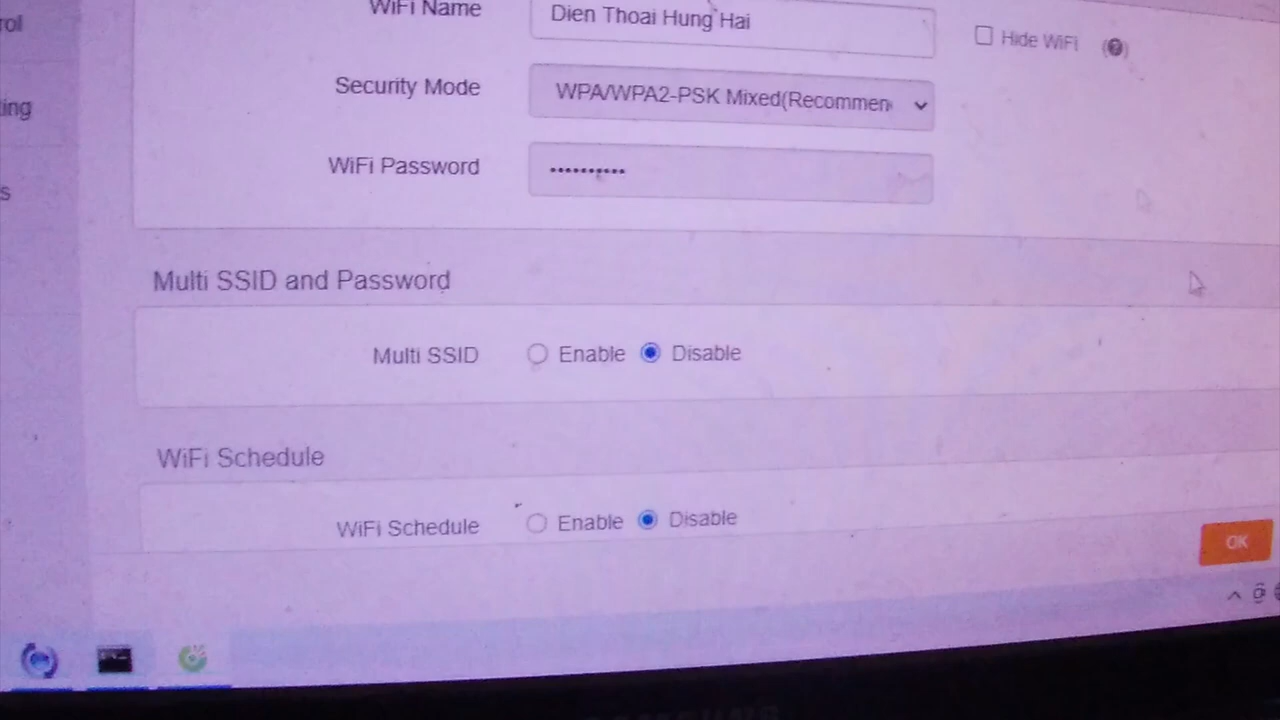 rol
WiFi Name
Dien Thoai Hung Hai
Hide WiFi
(?)
ing
Security Mode
WPA/WPA2-PSK Mixed(Recommen
WiFi Password
••••••••••
s
Multi SSID and Password
Multi SSID
Enable
Disable
WiFi Schedule
WiFi Schedule
Enable
Disable
OK